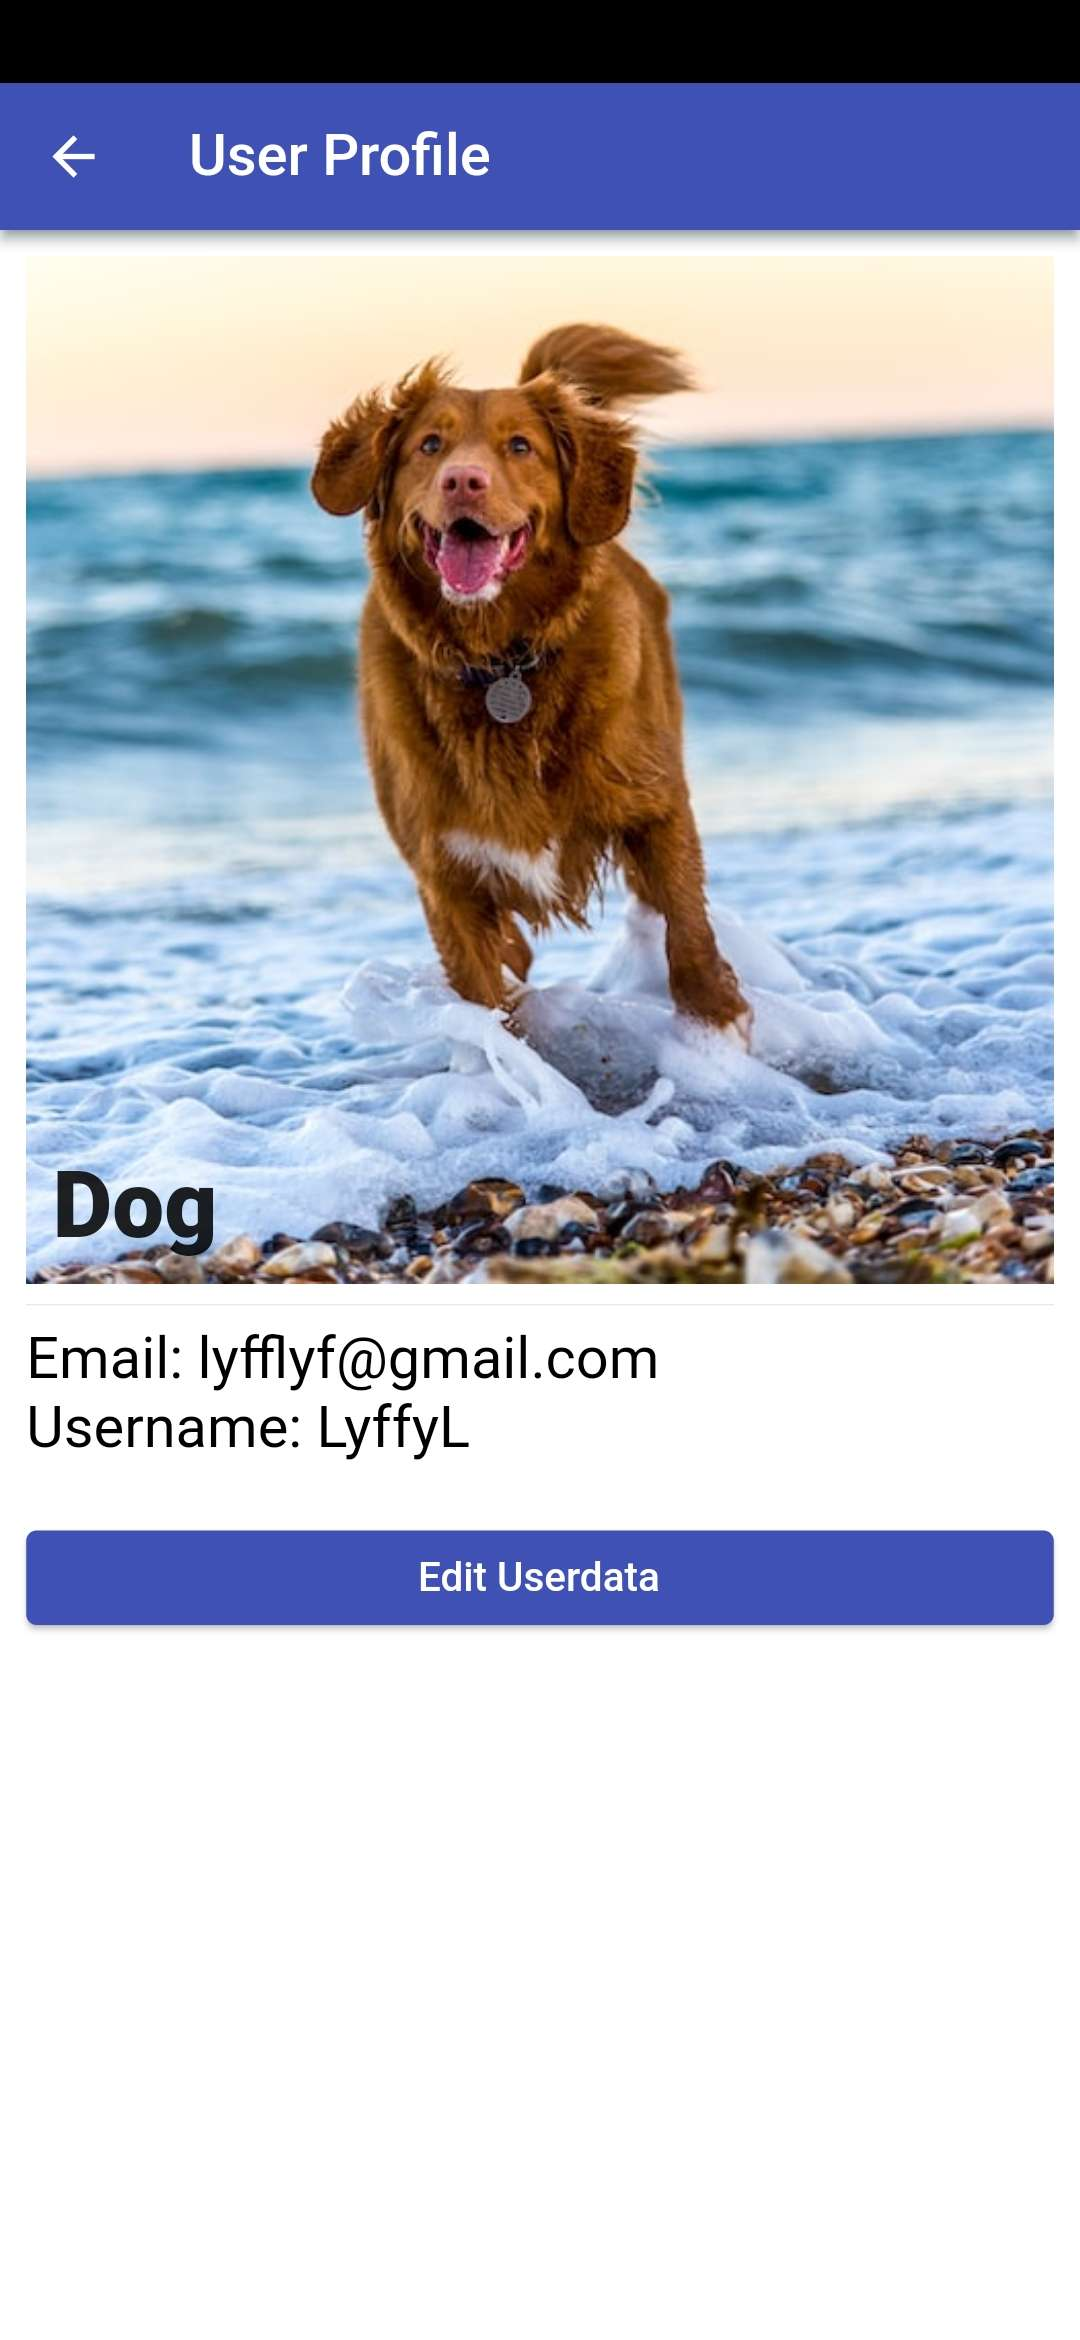 User Profile
Dog
Email: lyfflyf@gmail.com
Username: LyffyL
Edit Userdata